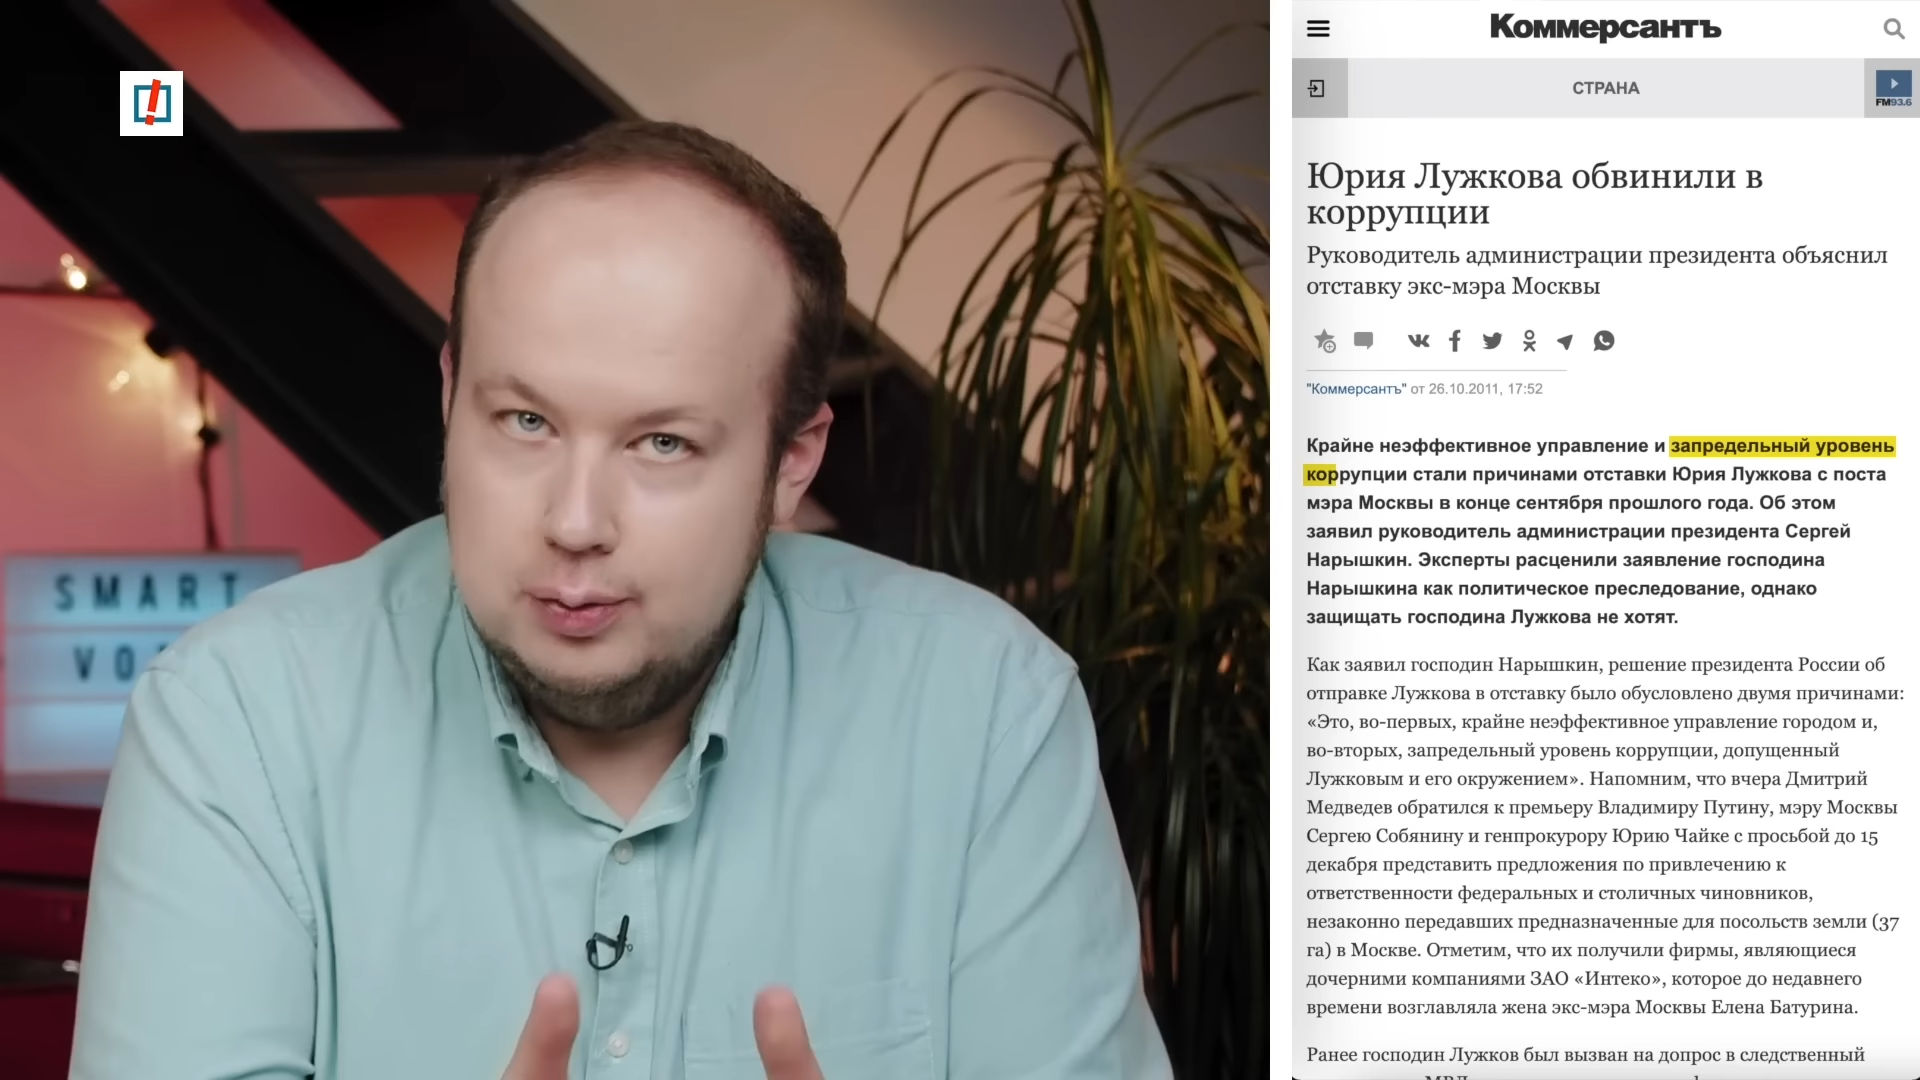 SMART
VO
Коммерсантъ
СТРАНА
FM93.6
Юрия Лужкова обвинили в
коррупции
Руководитель администрации президента объяснил
отставку экс-мэра Москвы
"Коммерсантъ" от 26.10.2011, 17:52
Крайне неэффективное управление и запредельный уровень
коррупции стали причинами отставки Юрия Лужкова с поста
мэра Москвы в конце сентября прошлого года. Об этом
заявил руководитель администрации президента Сергей
Нарышкин. Эксперты расценили заявление господина
Нарышкина как политическое преследование, однако
защищать господина Лужкова не хотят.
Как заявил господин Нарышкин, решение президента России об
отправке Лужкова в отставку было обусловлено двумя причинами:
«Это, во-первых, крайне неэффективное управление городом и,
во-вторых, запредельный уровень коррупции, допущенный
Лужковым и его окружением». Напомним, что вчера Дмитрий
Медведев обратился к премьеру Владимиру Путину, мэру Москвы
Сергею Собянину и генпрокурору Юрию Чайке с просьбой до 15
декабря представить предложения по привлечению к
ответственности федеральных и столичных чиновников,
незаконно передавших предназначенные для посольств земли (37
га) в Москве. Отметим, что их получили фирмы, являющиеся
дочерними компаниями ЗАО «Интеко», которое до недавнего
времени возглавляла жена экс-мэра Москвы Елена Батурина.
Ранее господин Лужков был вызван на допрос в следственный